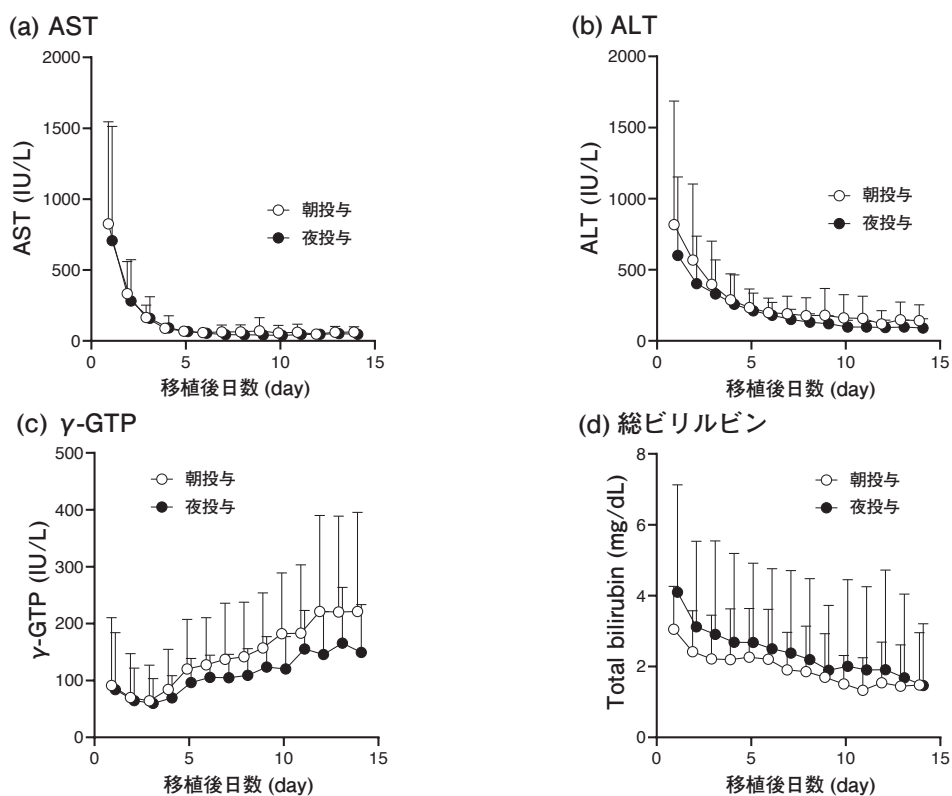 (a) AST
2000
1500
1000
500
0
AST (IU/L)
朝投与
夜投与
0 5 10 15
移植後日数 (day)
(b) ALT
2000
1500
1000
500
0
ALT (IU/L)
朝投与
夜投与
0 5 10 15
移植後日数 (day)
(c) γ-GTP
500
400
300
200
100
0
γ-GTP (IU/L)
朝投与
夜投与
0 5 10 15
移植後日数 (day)
(d) 総ビリルビン
8
6
4
2
0
Total bilirubin (mg/dL)
朝投与
夜投与
0 5 10 15
移植後日数 (day)